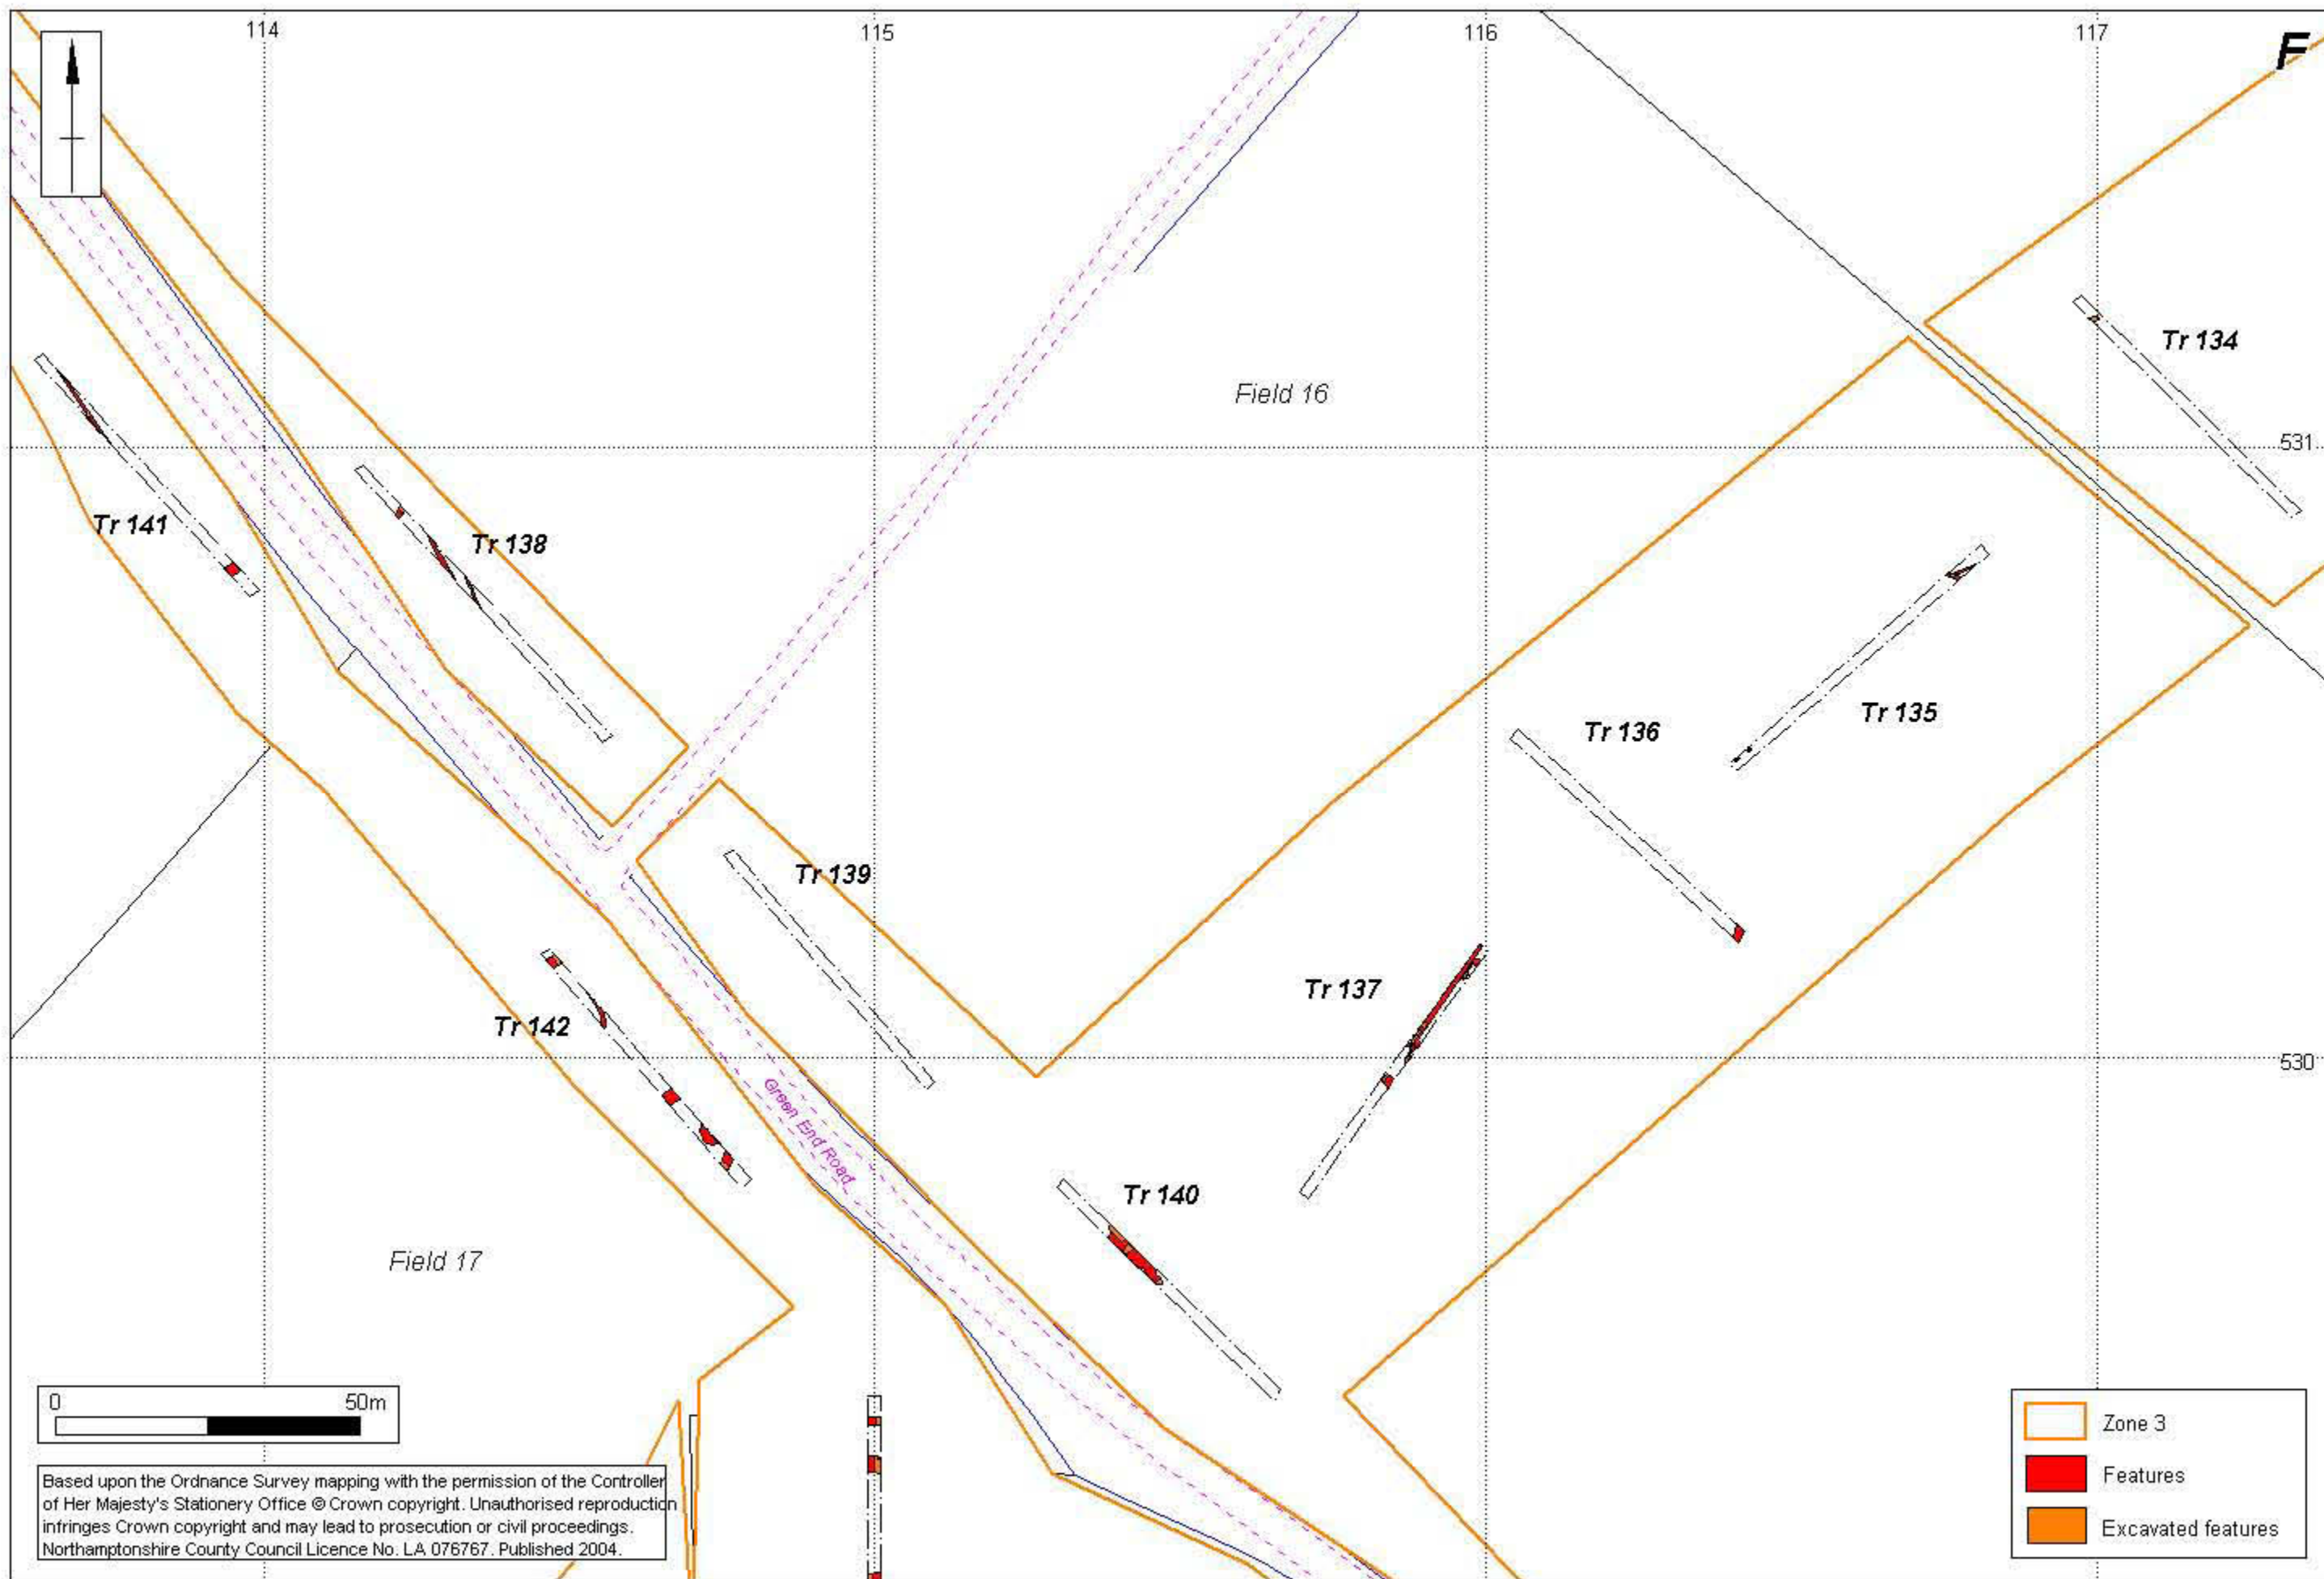 114
115
116
117
F
Tr 134
Field 16
531
Tr 141
Tr 138
Tr 136
Tr 135
Tr 139
Tr 137
Tr 142
530
Green End Road
Tr 140
Field 17
0 50m
Zone 3
Features
Excavated features
Based upon the Ordnance Survey mapping with the permission of the Controller
of Her Majesty's Stationery Office © Crown copyright. Unauthorised reproduction
infringes Crown copyright and may lead to prosecution or civil proceedings.
Northamptonshire County Council Licence No. LA 076767. Published 2004.